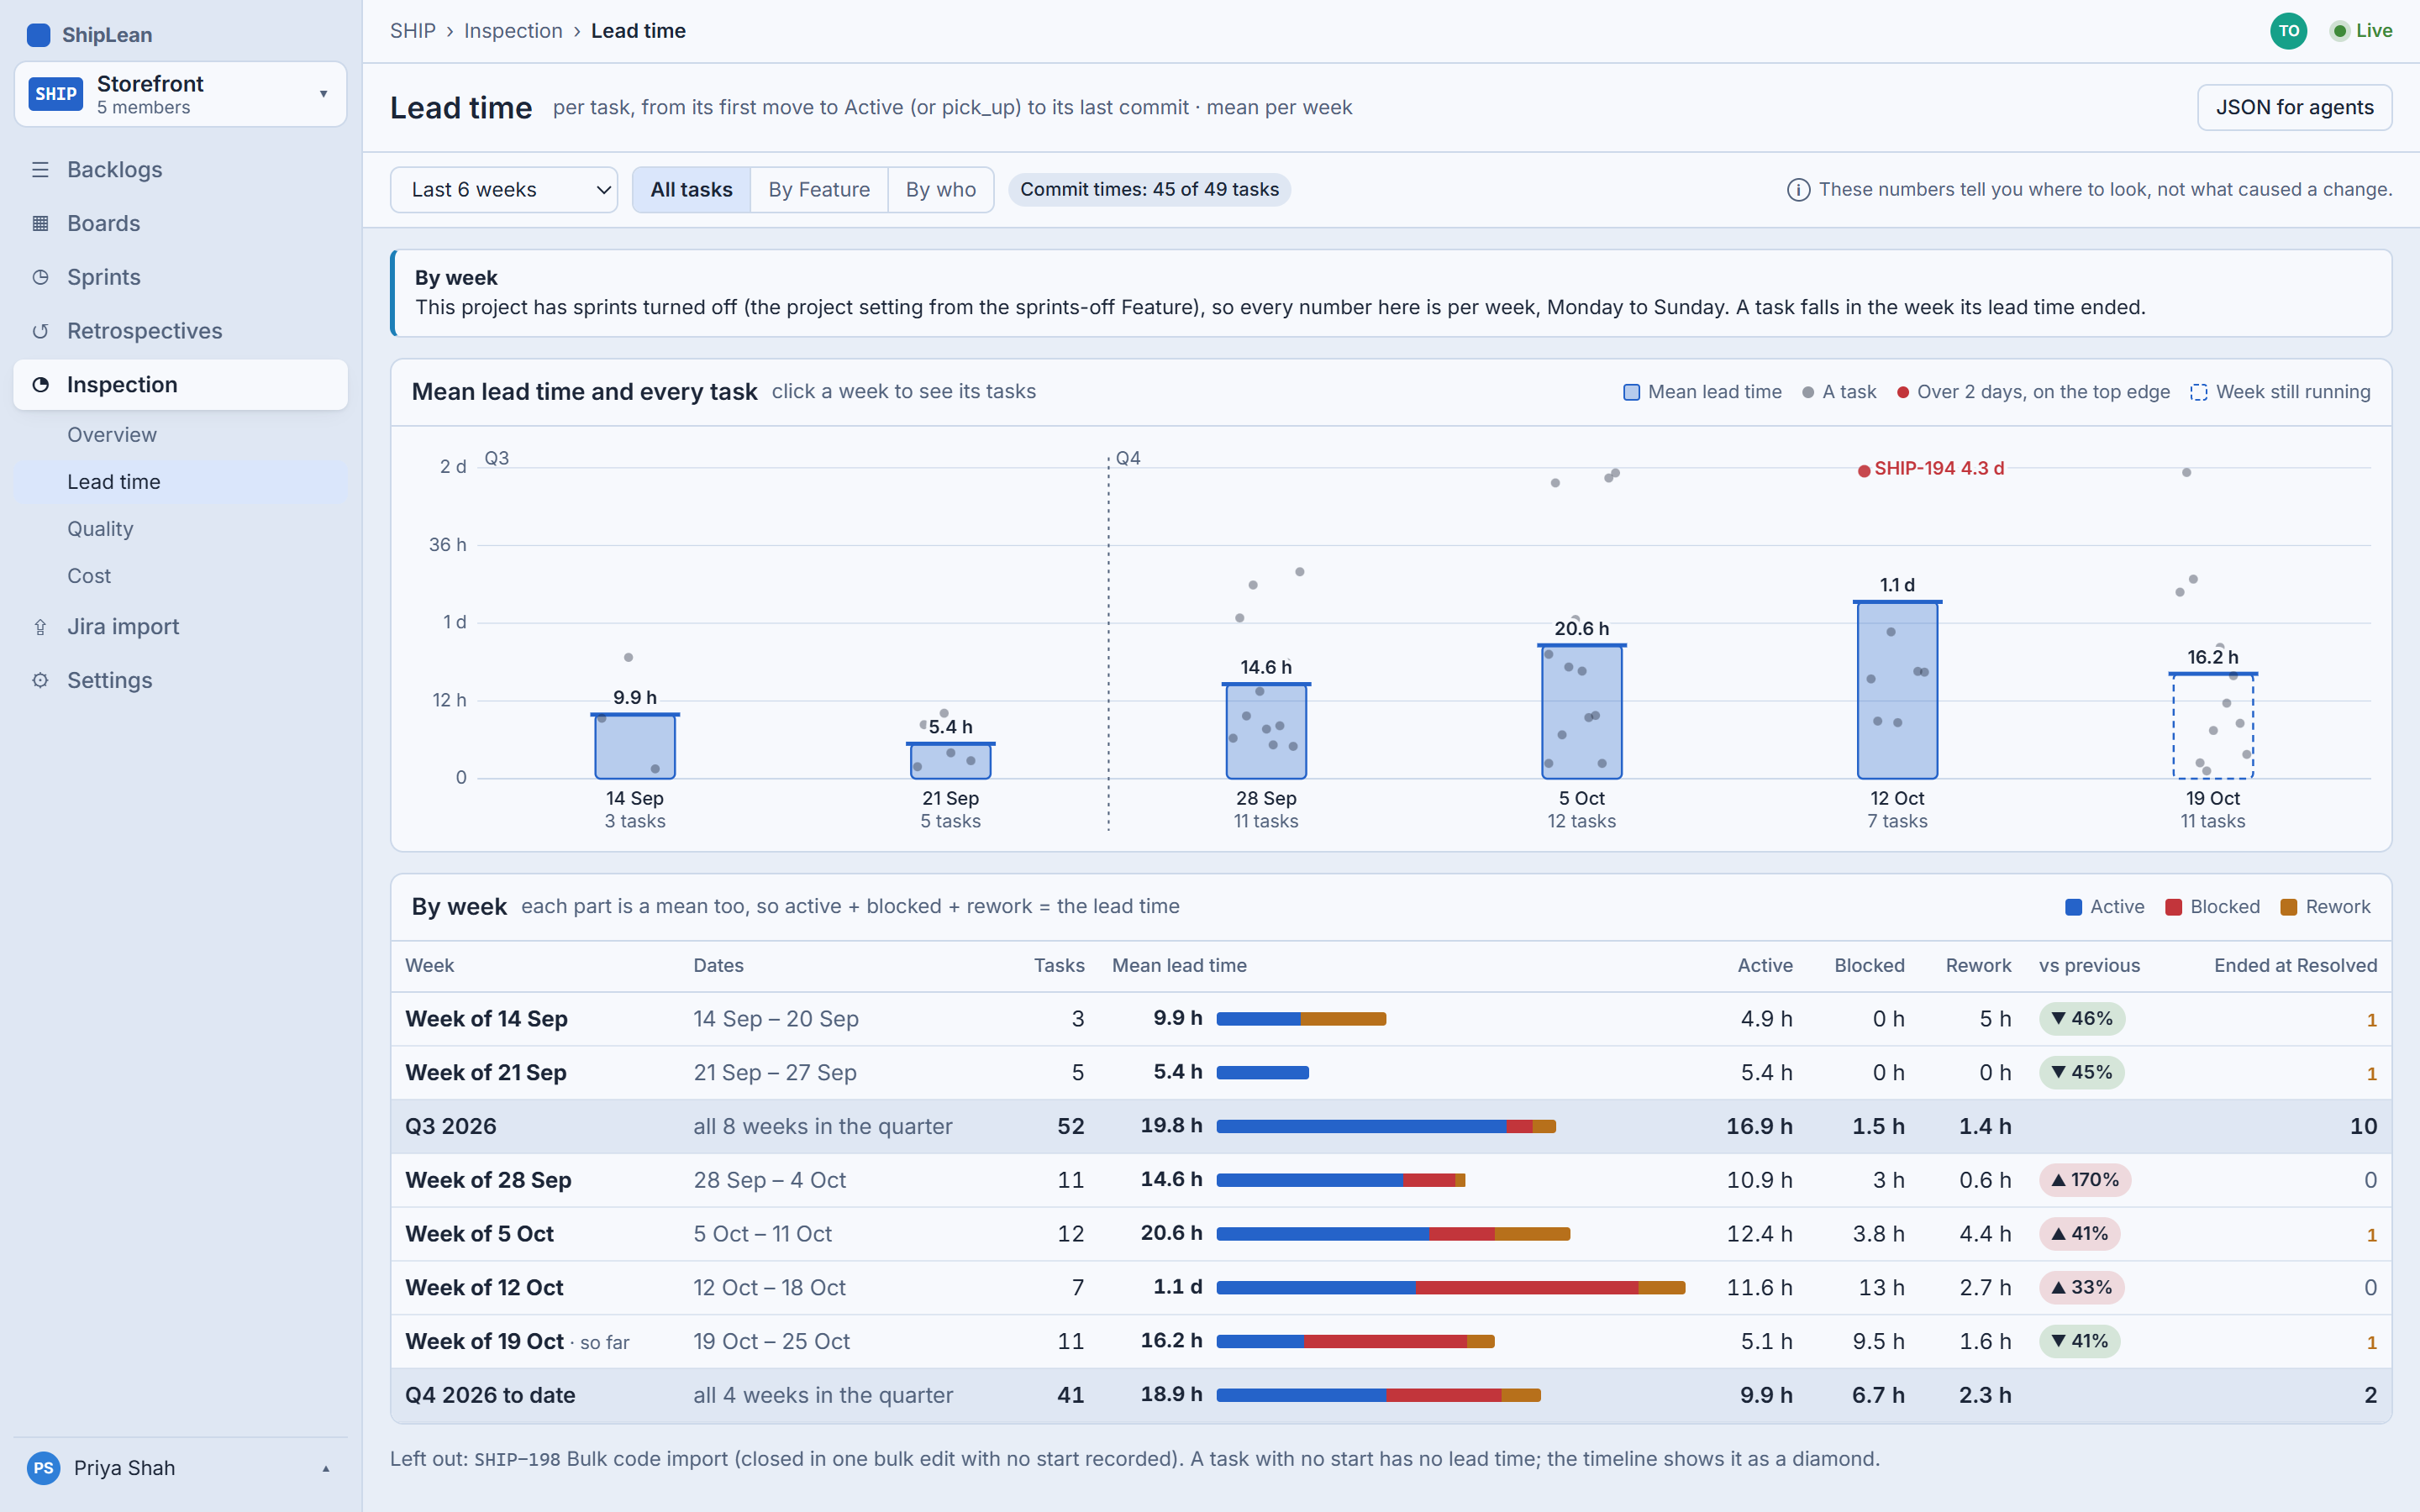 ShipLean
SHIP Storefront
5 members
Backlogs
Boards
Sprints
Retrospectives
Inspection
Overview
Lead time
Quality
Cost
Jira import
Settings
PS Priya Shah
SHIP › Inspection › Lead time
TO Live
Lead time per task, from its first move to Active (or pick_up) to its last commit · mean per week
JSON for agents
Last 6 weeks All tasks By Feature By who Commit times: 45 of 49 tasks
These numbers tell you where to look, not what caused a change.
By week
This project has sprints turned off (the project setting from the sprints-off Feature), so every number here is per week, Monday to Sunday. A task falls in the week its lead time ended.
Mean lead time and every task click a week to see its tasks
Mean lead time A task Over 2 days, on the top edge Week still running
Q3 Q4
2 d
SHIP-194 4.3 d
36 h
1 d
12 h
0
9.9 h 5.4 h 14.6 h 20.6 h 1.1 d 16.2 h
14 Sep 21 Sep 28 Sep 5 Oct 12 Oct 19 Oct
3 tasks 5 tasks 11 tasks 12 tasks 7 tasks 11 tasks
By week each part is a mean too, so active + blocked + rework = the lead time
Active Blocked Rework
Week Dates Tasks Mean lead time Active Blocked Rework vs previous Ended at Resolved
Week of 14 Sep 14 Sep – 20 Sep 3 9.9 h 4.9 h 0 h 5 h ▼ 46% 1
Week of 21 Sep 21 Sep – 27 Sep 5 5.4 h 5.4 h 0 h 0 h ▼ 45% 1
Q3 2026 all 8 weeks in the quarter 52 19.8 h 16.9 h 1.5 h 1.4 h 10
Week of 28 Sep 28 Sep – 4 Oct 11 14.6 h 10.9 h 3 h 0.6 h ▲ 170% 0
Week of 5 Oct 5 Oct – 11 Oct 12 20.6 h 12.4 h 3.8 h 4.4 h ▲ 41% 1
Week of 12 Oct 12 Oct – 18 Oct 7 1.1 d 11.6 h 13 h 2.7 h ▲ 33% 0
Week of 19 Oct · so far 19 Oct – 25 Oct 11 16.2 h 5.1 h 9.5 h 1.6 h ▼ 41% 1
Q4 2026 to date all 4 weeks in the quarter 41 18.9 h 9.9 h 6.7 h 2.3 h 2
Left out: SHIP-198 Bulk code import (closed in one bulk edit with no start recorded). A task with no start has no lead time; the timeline shows it as a diamond.